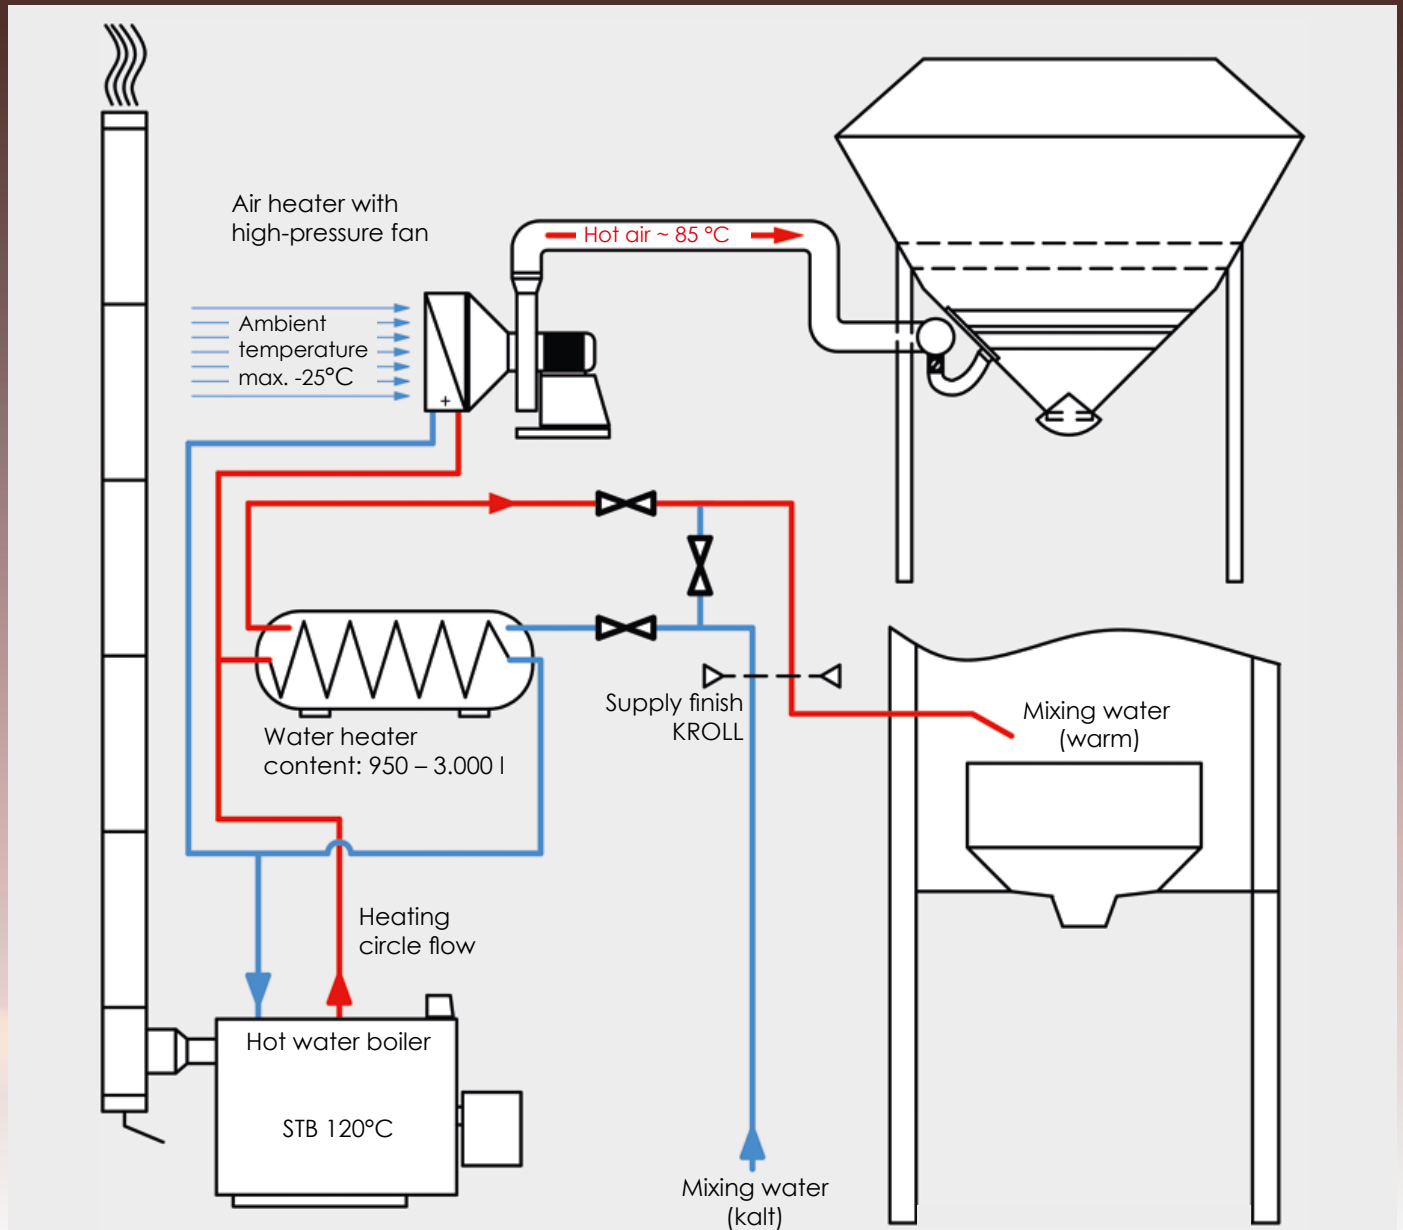 Air heater with
high-pressure fan
Hot air ~ 85 °C
Ambient
temperature
max. -25°C
+
Supply finish
KROLL
Water heater
content: 950 – 3.000 l
Mixing water
(warm)
Heating
circle flow
Hot water boiler
STB 120°C
Mixing water
(kalt)